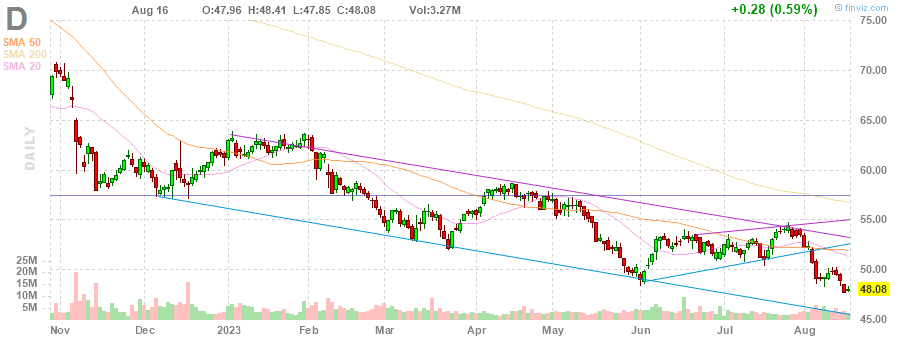 D
Aug 16 O:47.96 H:48.41 L:47.85 C:48.08 Vol:3.27M
+0.28 (0.59%)
© finviz.com
SMA 50
SMA 200
SMA 20
DAILY
75.00
70.00
65.00
60.00
55.00
50.00
48.08
45.00
25M
20M
15M
10M
5M
Nov Dec 2023 Feb Mar Apr May Jun Jul Aug